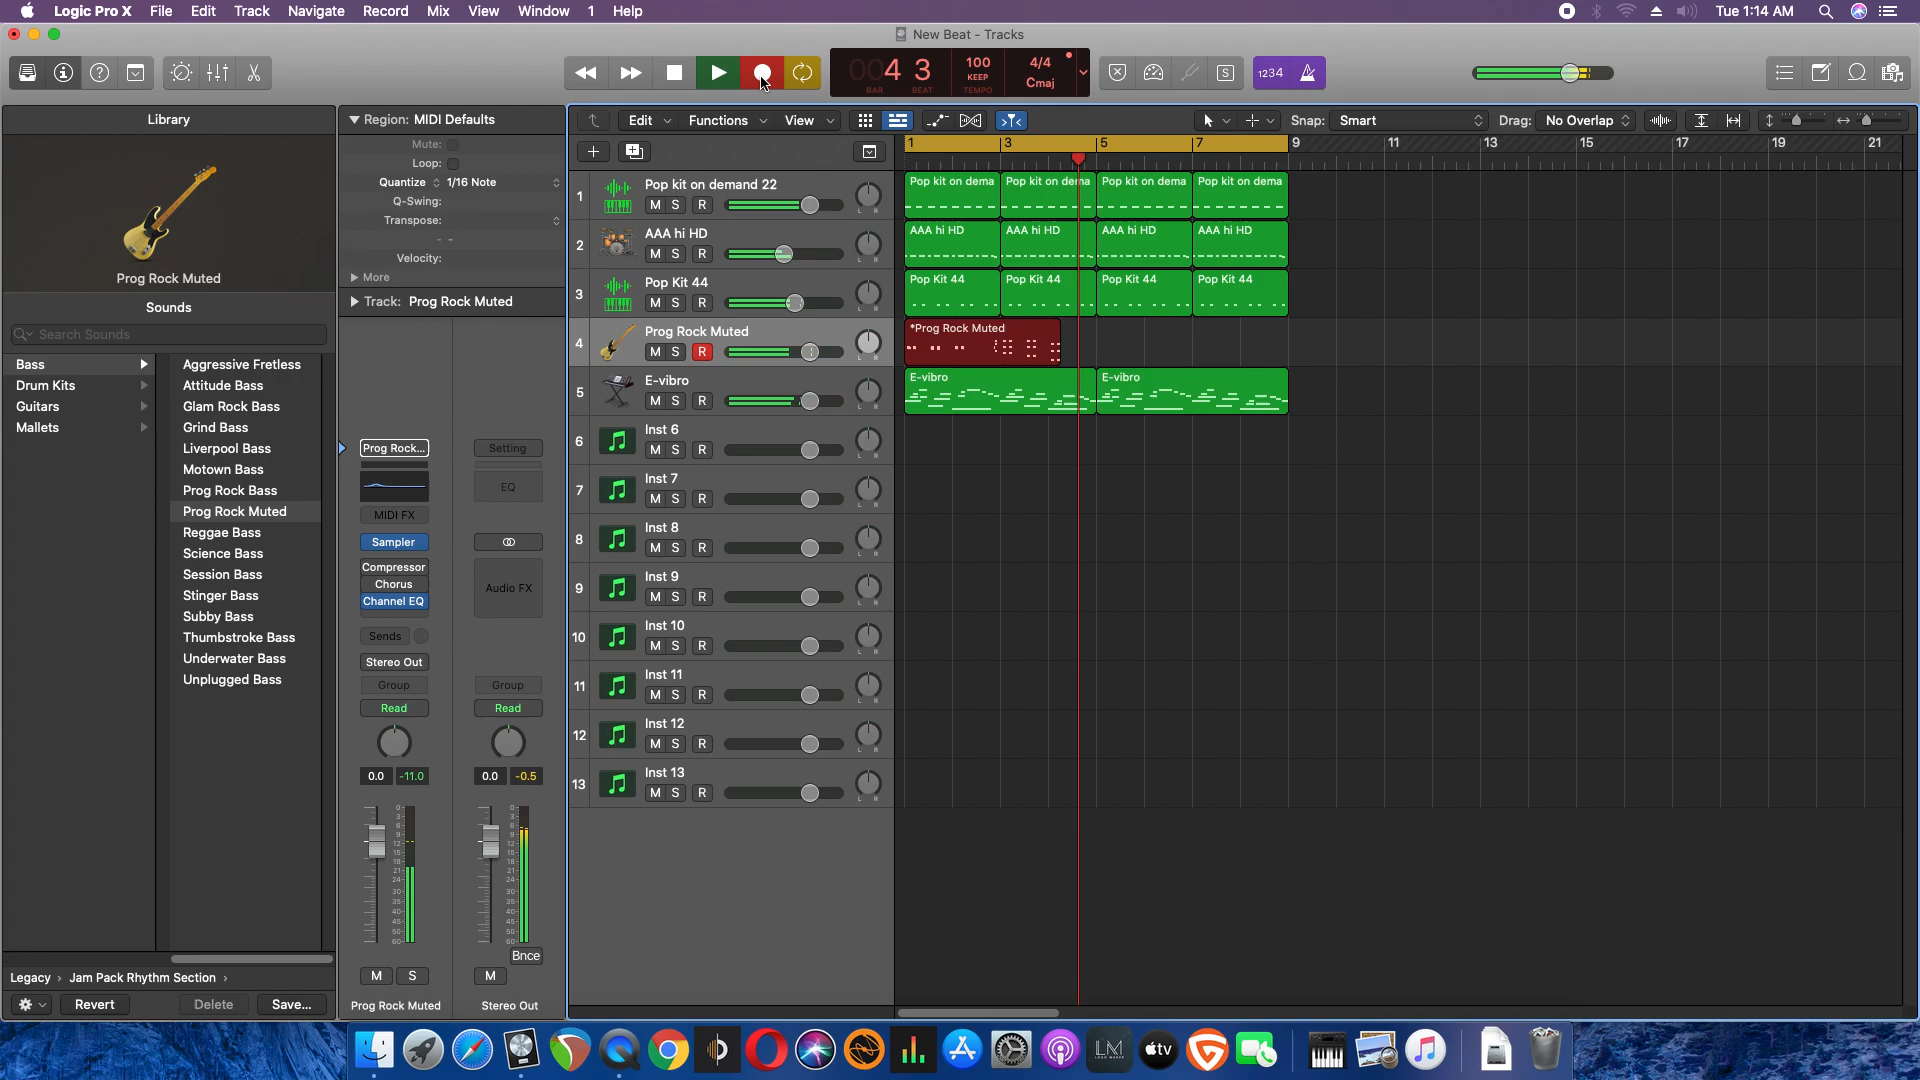 Logic Pro X File Edit Track Navigate Record Mix View Window 1 Help Tue 1:14 AM
New Beat - Tracks
004 3 100 4/4
KEEP Cmaj
BAR BEAT TEMPO
1234
S
Library
Prog Rock Muted
Sounds
Search Sounds
Bass
Drum Kits
Guitars
Mallets
Aggressive Fretless
Attitude Bass
Glam Rock Bass
Grind Bass
Liverpool Bass
Motown Bass
Prog Rock Bass
Prog Rock Muted
Reggae Bass
Science Bass
Session Bass
Stinger Bass
Subby Bass
Thumbstroke Bass
Underwater Bass
Unplugged Bass
Legacy › Jam Pack Rhythm Section ›
Revert Delete Save...
Region: MIDI Defaults
Mute:
Loop:
Quantize 1/16 Note
Q-Swing:
Transpose:
- -
Velocity:
More
Track: Prog Rock Muted
Prog Rock... Setting
EQ
MIDI FX
Sampler
Compressor
Chorus Audio FX
Channel EQ
Sends
Stereo Out
Group Group
Read Read
0.0 -11.0 0.0 -0.5
Bnce
M S M
Prog Rock Muted Stereo Out
Edit Functions View Snap: Smart Drag: No Overlap
1 3 5 7 9 11 13 15 17 19 21
1 Pop kit on demand 22
M S R L R
Pop kit on dema Pop kit on dema Pop kit on dema Pop kit on dema
2 AAA hi HD
M S R L R
AAA hi HD AAA hi HD AAA hi HD AAA hi HD
3 Pop Kit 44
M S R L R
Pop Kit 44 Pop Kit 44 Pop Kit 44 Pop Kit 44
4 Prog Rock Muted
M S R L R
*Prog Rock Muted
5 E-vibro
M S R L R
E-vibro E-vibro
6 Inst 6
M S R L R
7 Inst 7
M S R L R
8 Inst 8
M S R L R
9 Inst 9
M S R L R
10 Inst 10
M S R L R
11 Inst 11
M S R L R
12 Inst 12
M S R L R
13 Inst 13
M S R L R
LM
tv